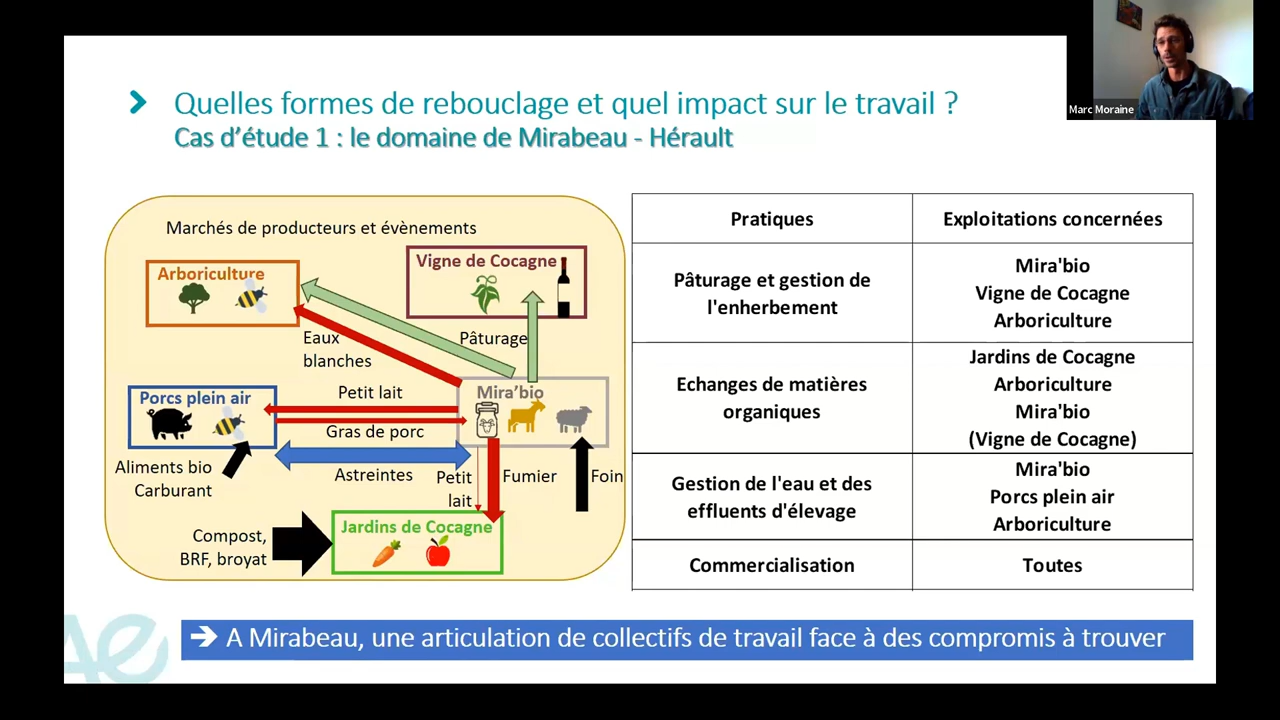 Quelles formes de rebouclage et quel impact sur le travail ?
Cas d'étude 1 : le domaine de Mirabeau - Hérault
Marc Moraine
Marchés de producteurs et évènements
Arboriculture
Vigne de Cocagne
Eaux
blanches
Pâturage
Porcs plein air
Petit lait
Mira'bio
Gras de porc
Aliments bio
Carburant
Astreintes
Petit
lait
Fumier
Foin
Compost,
BRF, broyat
Jardins de Cocagne
Pratiques
Exploitations concernées
Pâturage et gestion de
l'enherbement
Mira'bio
Vigne de Cocagne
Arboriculture
Echanges de matières
organiques
Jardins de Cocagne
Arboriculture
Mira'bio
(Vigne de Cocagne)
Gestion de l'eau et des
effluents d'élevage
Mira'bio
Porcs plein air
Arboriculture
Commercialisation
Toutes
A Mirabeau, une articulation de collectifs de travail face à des compromis à trouver